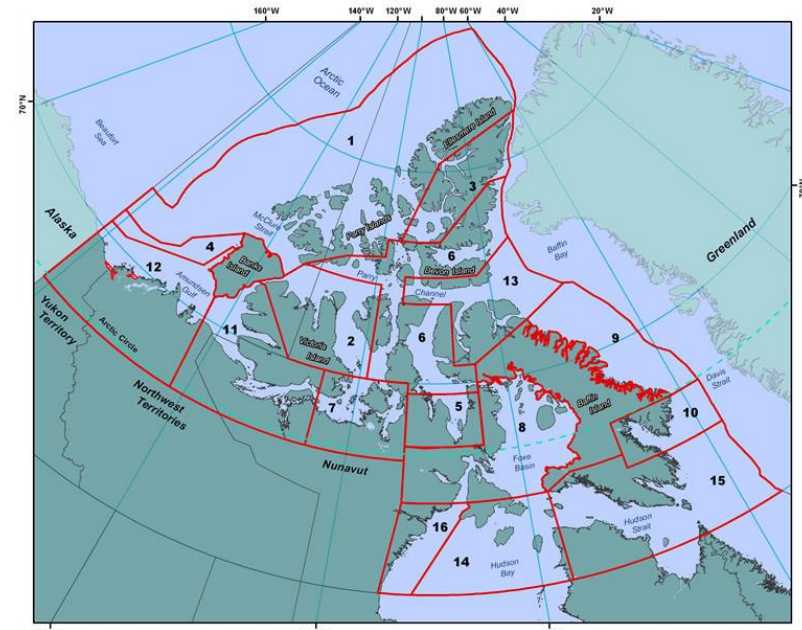 160°W
140°W
120°W
80°W
60°W
40°W
20°W
70°N
Arctic
Ocean
Beaufort
Sea
1
Ellesmere Island
3
McClure
Strait
Parry Islands
Alaska
4
12
Banks
Island
Amundsen
Gulf
6
Devon Island
Parry
Channel
13
Baffin
Bay
Greenland
Yukon
Territory
Arctic Circle
11
Victoria
Island
2
6
9
Davis
Strait
Northwest
Territories
7
5
8
Baffin
Island
10
Nunavut
Foxe
Basin
15
Hudson
Strait
16
14
Hudson
Bay